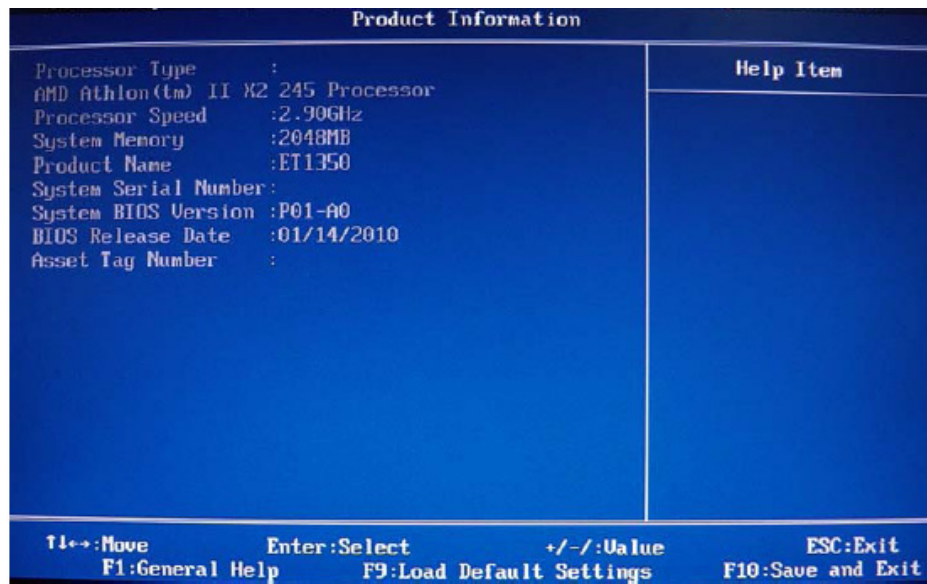 Product Information
Processor Type :
AMD Athlon(tm) II X2 245 Processor
Processor Speed :2.90GHz
System Memory :2048MB
Product Name :ET1350
System Serial Number:
System BIOS Version :P01-A0
BIOS Release Date :01/14/2010
Asset Tag Number :
Help Item
↑↓↔:Move Enter:Select +/-/:Value ESC:Exit
F1:General Help F9:Load Default Settings F10:Save and Exit